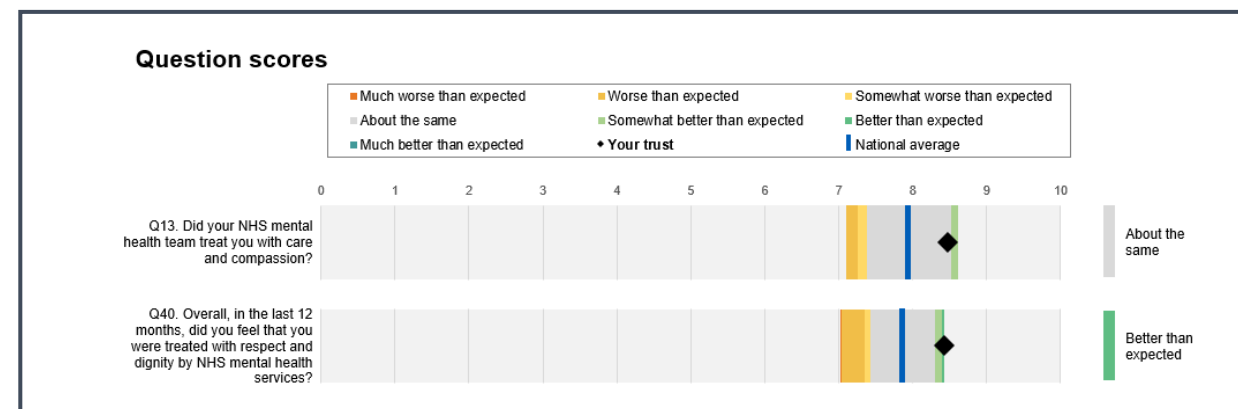 Question scores
Much worse than expected
Worse than expected
Somewhat worse than expected
About the same
Somewhat better than expected
Better than expected
Much better than expected
Your trust
National average
0 1 2 3 4 5 6 7 8 9 10
Q13. Did your NHS mental
health team treat you with care
and compassion?
About the
same
Q40. Overall, in the last 12
months, did you feel that you
were treated with respect and
dignity by NHS mental health
services?
Better than
expected